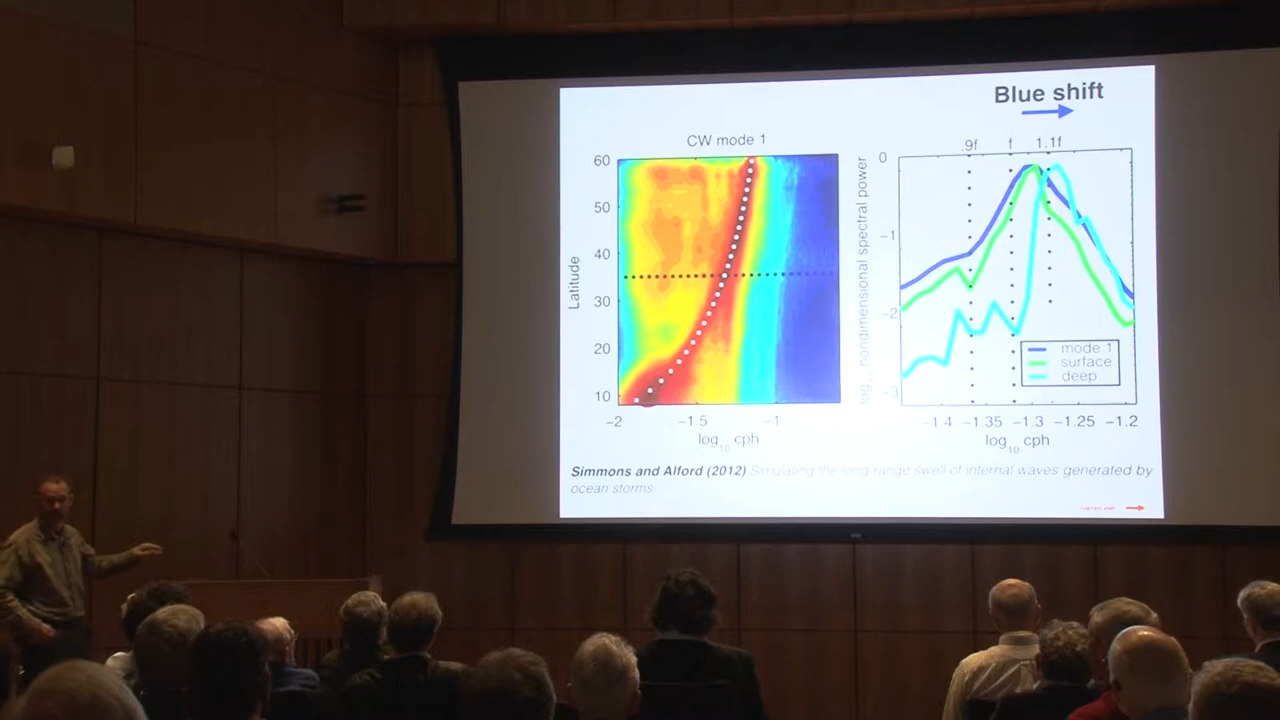 Blue shift
CW mode 1
60
50
40
30
20
10
Latitude
−2
−1.5
−1
log10 cph
.9f
f
1.1f
0
−1
−2
−3
log10 nondimensional spectral power
mode 1
surface
deep
−1.4
−1.35
−1.3
−1.25
−1.2
log10 cph
Simmons and Alford (2012) Simulating the long-range swell of internal waves generated by
ocean storms